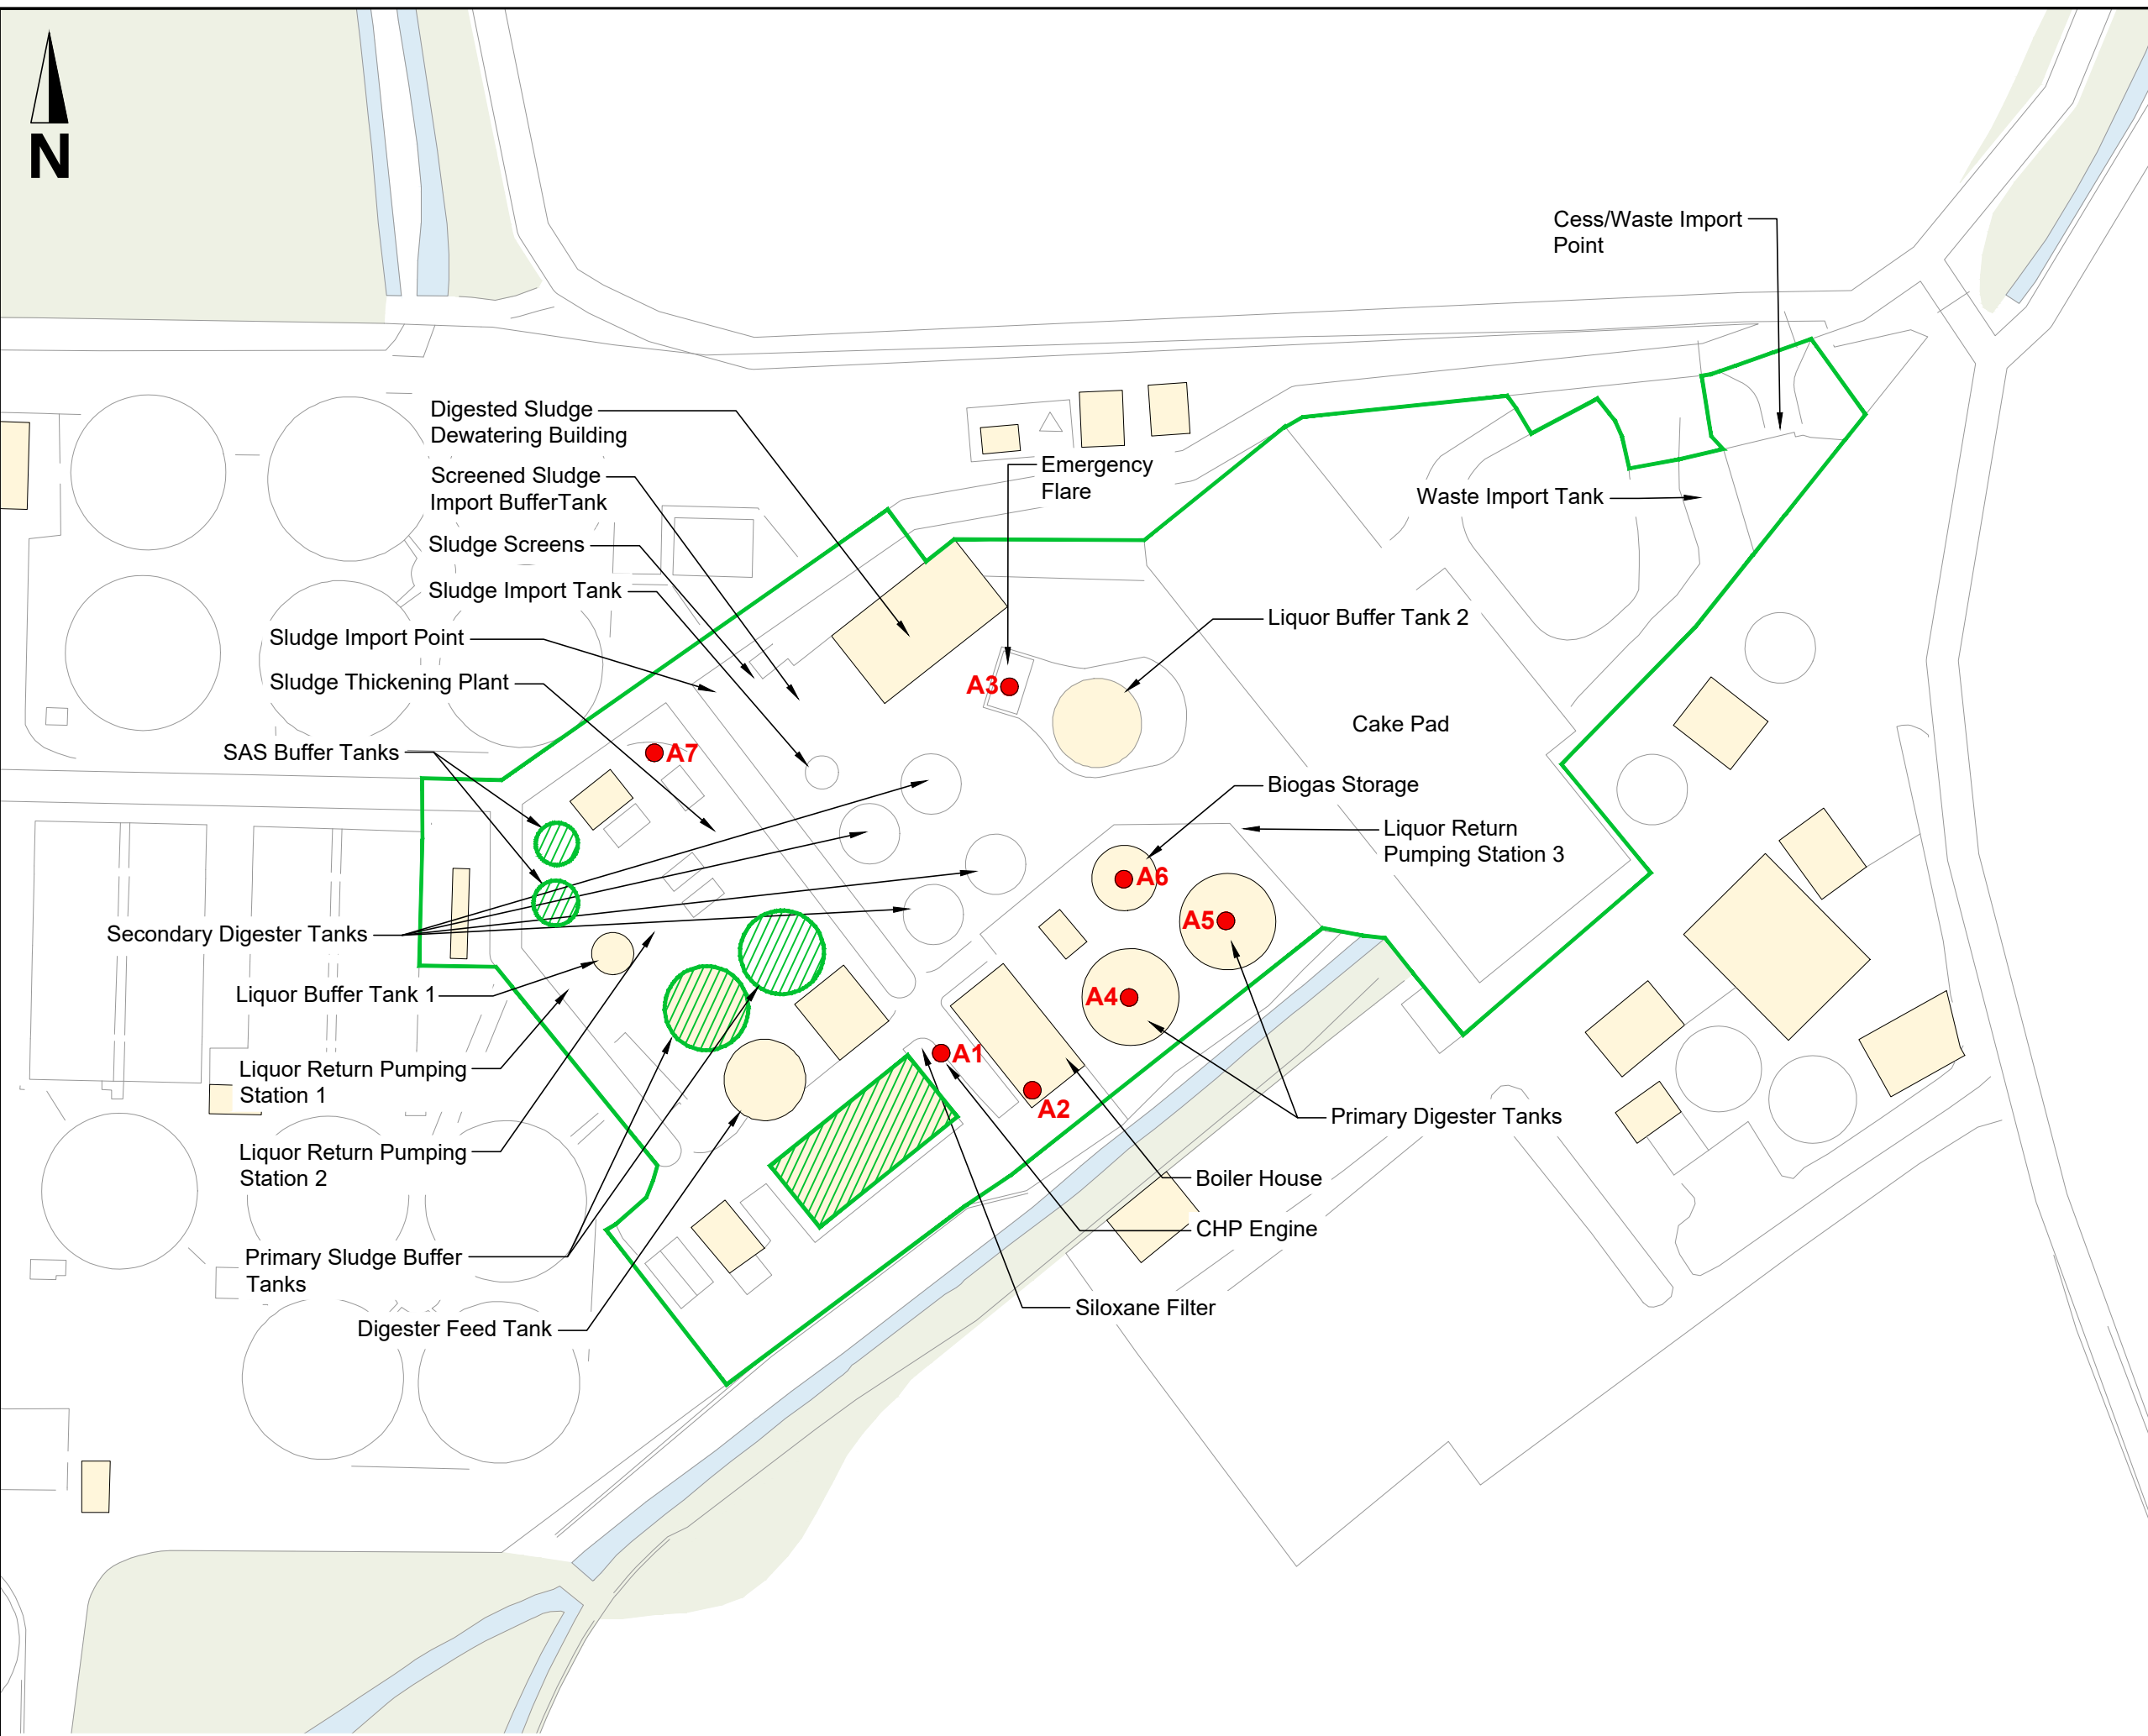 N
Cess/Waste Import
Point
Digested Sludge
Dewatering Building
Screened Sludge
Import BufferTank
Emergency
Flare
Waste Import Tank
Sludge Screens
Sludge Import Tank
Liquor Buffer Tank 2
Sludge Import Point
Sludge Thickening Plant
A3
Cake Pad
SAS Buffer Tanks
A7
Biogas Storage
Liquor Return
Pumping Station 3
A6
A5
Secondary Digester Tanks
Liquor Buffer Tank 1
A4
A1
Liquor Return Pumping
Station 1
A2
Primary Digester Tanks
Liquor Return Pumping
Station 2
Boiler House
CHP Engine
Primary Sludge Buffer
Tanks
Siloxane Filter
Digester Feed Tank